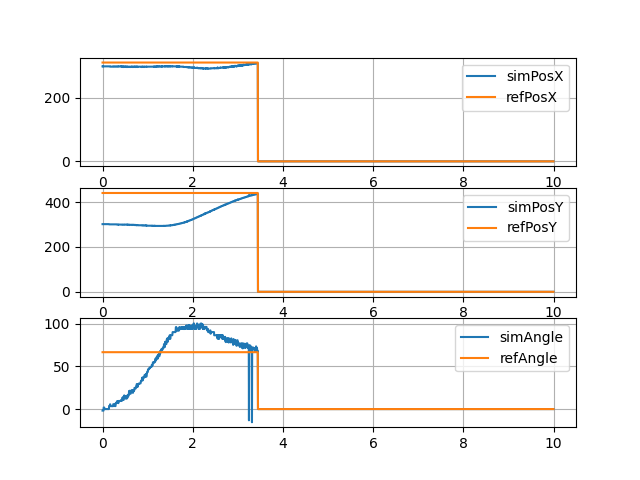 200
0
simPosX
refPosX
0 2 4 6 8 10
400
200
0
simPosY
refPosY
0 2 4 6 8 10
100
50
0
simAngle
refAngle
0 2 4 6 8 10